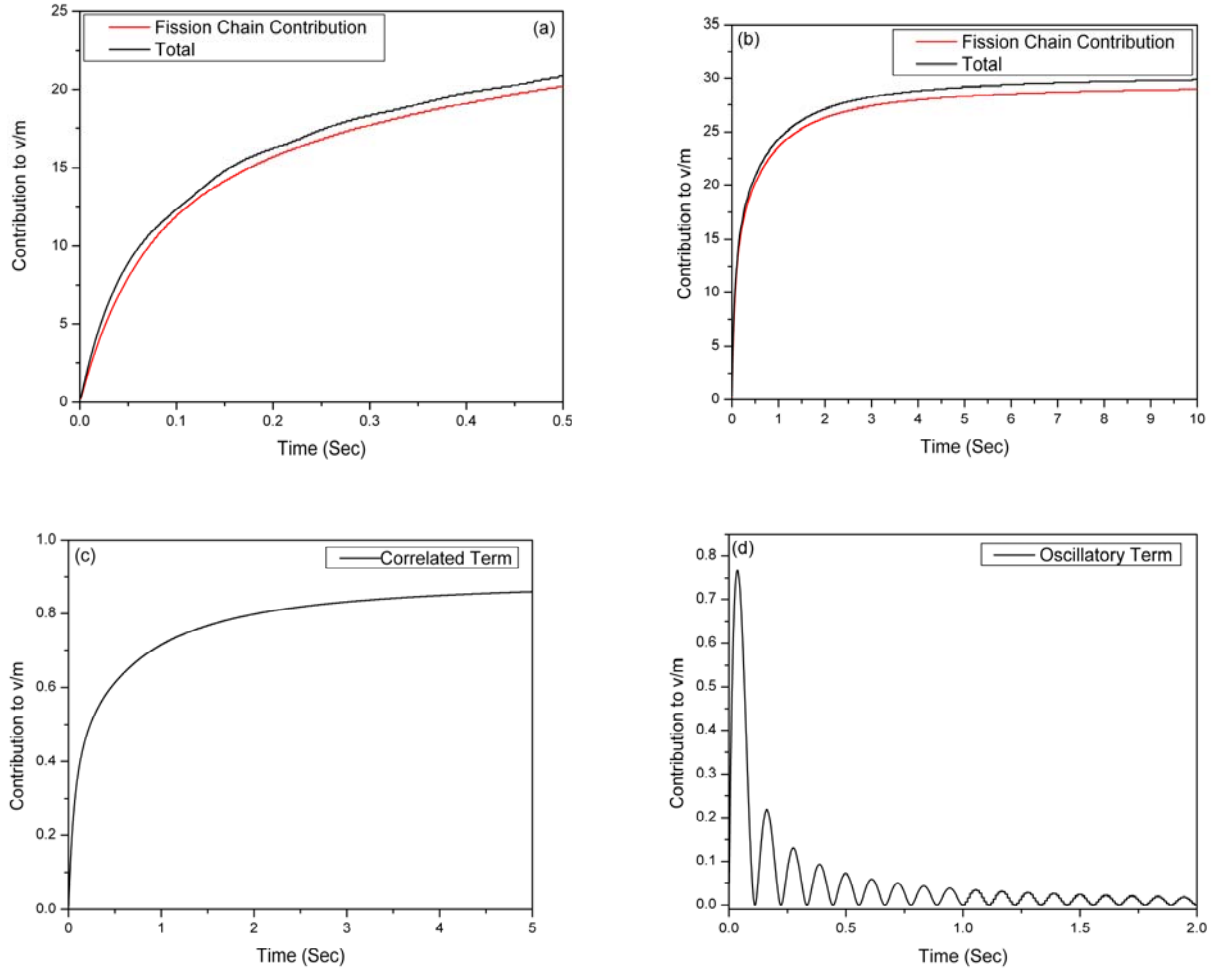 (a)
Fission Chain Contribution
Total
25
20
15
10
5
0
0.0 0.1 0.2 0.3 0.4 0.5
Contribution to v/m
Time (Sec)
(b)
Fission Chain Contribution
Total
35
30
25
20
15
10
5
0
0 1 2 3 4 5 6 7 8 9 10
Contribution to v/m
Time (Sec)
(c)
Correlated Term
1.0
0.8
0.6
0.4
0.2
0.0
0 1 2 3 4 5
Contribution to v/m
Time (Sec)
(d)
Oscillatory Term
0.8
0.7
0.6
0.5
0.4
0.3
0.2
0.1
0.0
0.0 0.5 1.0 1.5 2.0
Contribution to v/m
Time (Sec)